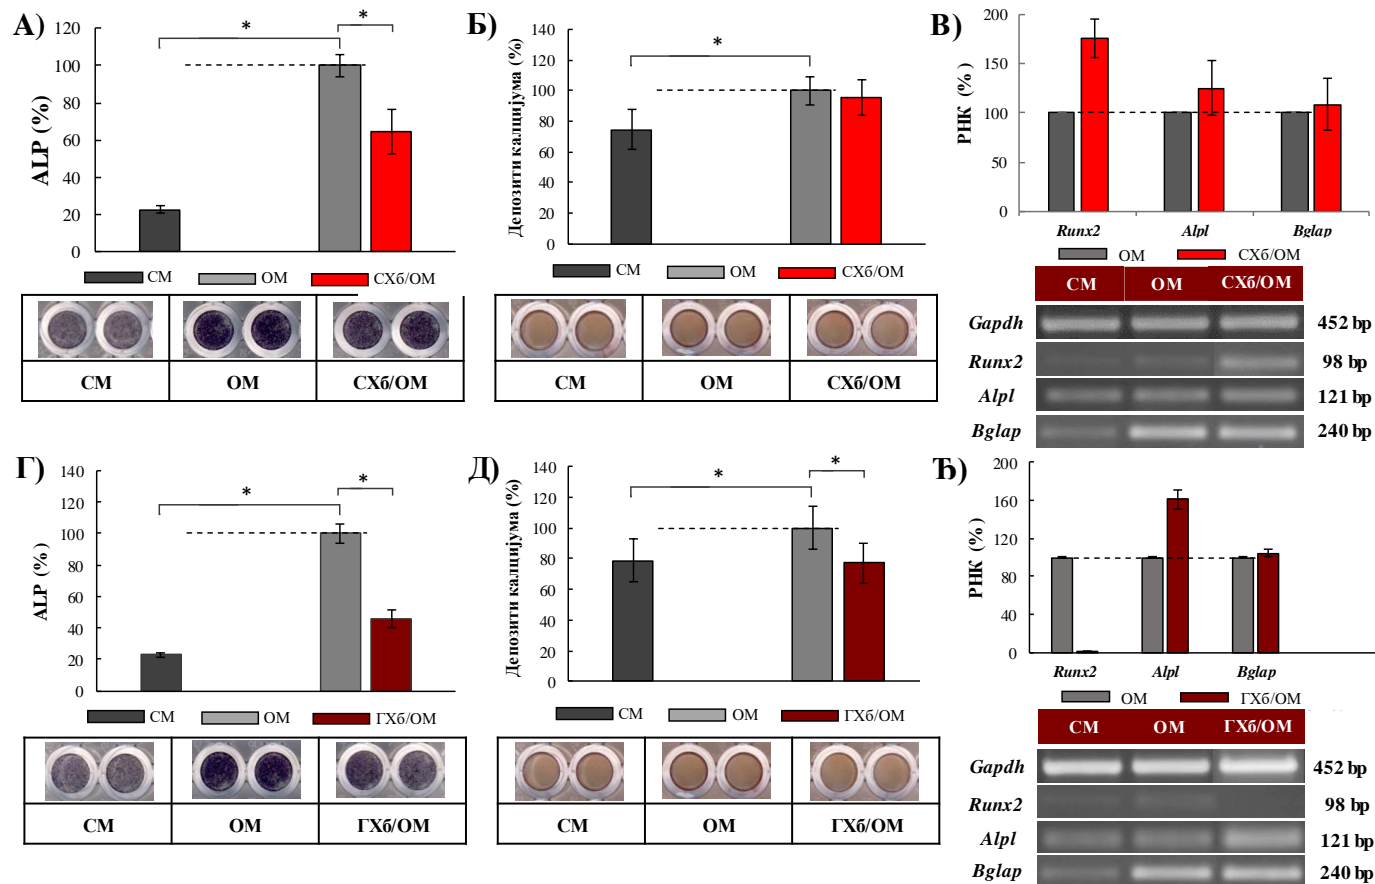 А)
ALP (%)
120
100
80
60
40
20
0
*
*
СМ
ОМ
СХб/ОМ
СМ
ОМ
СХб/ОМ
Б)
Депозити калцијума (%)
140
120
100
80
60
40
20
0
*
СМ
ОМ
СХб/ОМ
СМ
ОМ
СХб/ОМ
В)
РНК (%)
200
150
100
50
0
Runx2
Alpl
Bglap
ОМ
СХб/ОМ
СМ
ОМ
СХб/ОМ
Gapdh
452 bp
Runx2
98 bp
Alpl
121 bp
Bglap
240 bp
Г)
ALP (%)
140
120
100
80
60
40
20
0
*
*
СМ
ОМ
ГХб/ОМ
СМ
ОМ
ГХб/ОМ
Д)
Депозити калцијума (%)
140
120
100
80
60
40
20
0
*
*
СМ
ОМ
ГХб/ОМ
СМ
ОМ
ГХб/ОМ
Ђ)
РНК (%)
200
160
120
80
40
0
Runx2
Alpl
Bglap
ОМ
ГХб/ОМ
СМ
ОМ
ГХб/ОМ
Gapdh
452 bp
Runx2
98 bp
Alpl
121 bp
Bglap
240 bp